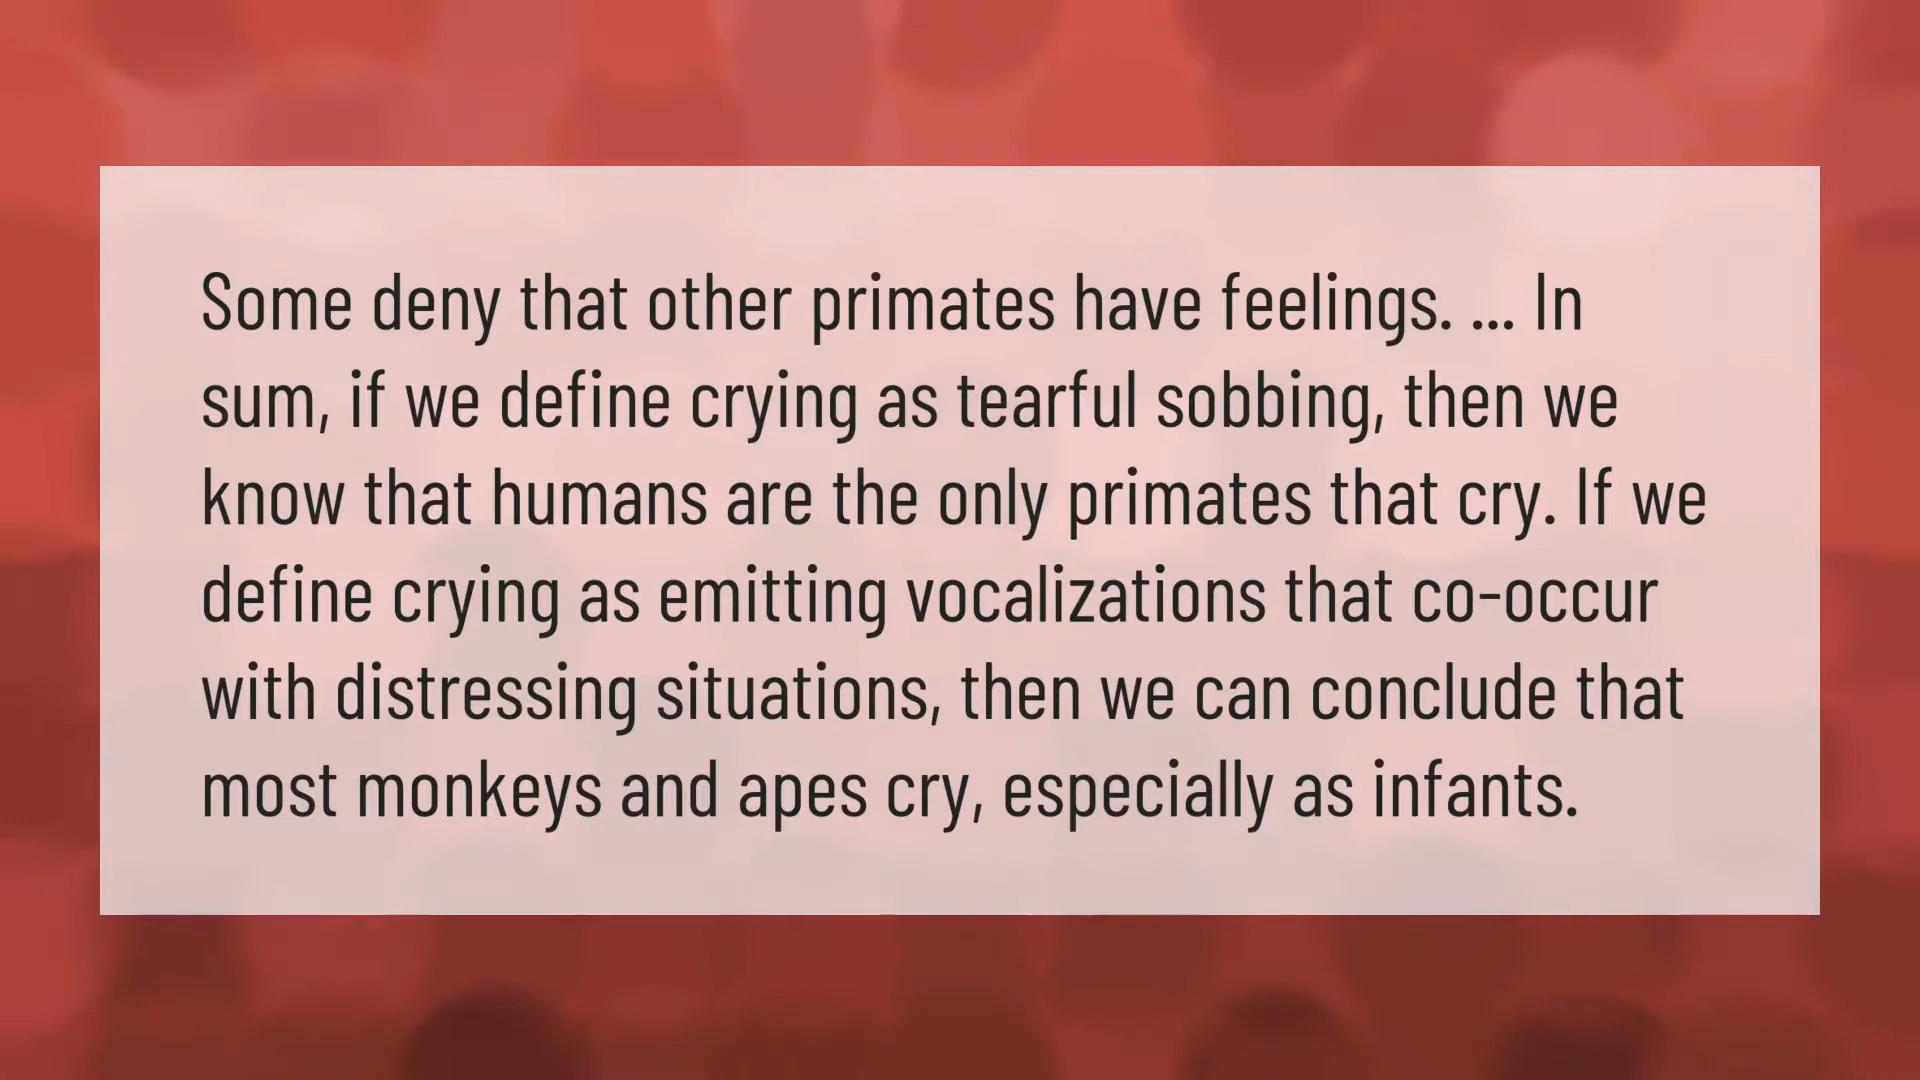 Some deny that other primates have feelings. ... In
sum, if we define crying as tearful sobbing, then we
know that humans are the only primates that cry. If we
define crying as emitting vocalizations that co-occur
with distressing situations, then we can conclude that
most monkeys and apes cry, especially as infants.